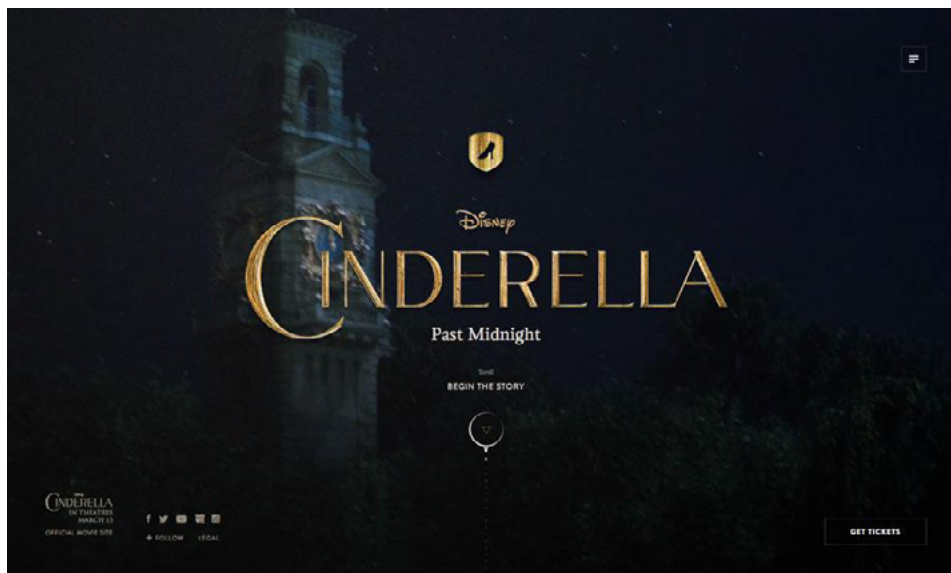 Disney
CINDERELLA
Past Midnight
Scroll
BEGIN THE STORY
Disney
CINDERELLA
IN THEATRES
MARCH 13
OFFICIAL MOVIE SITE
+ FOLLOW LEGAL
GET TICKETS